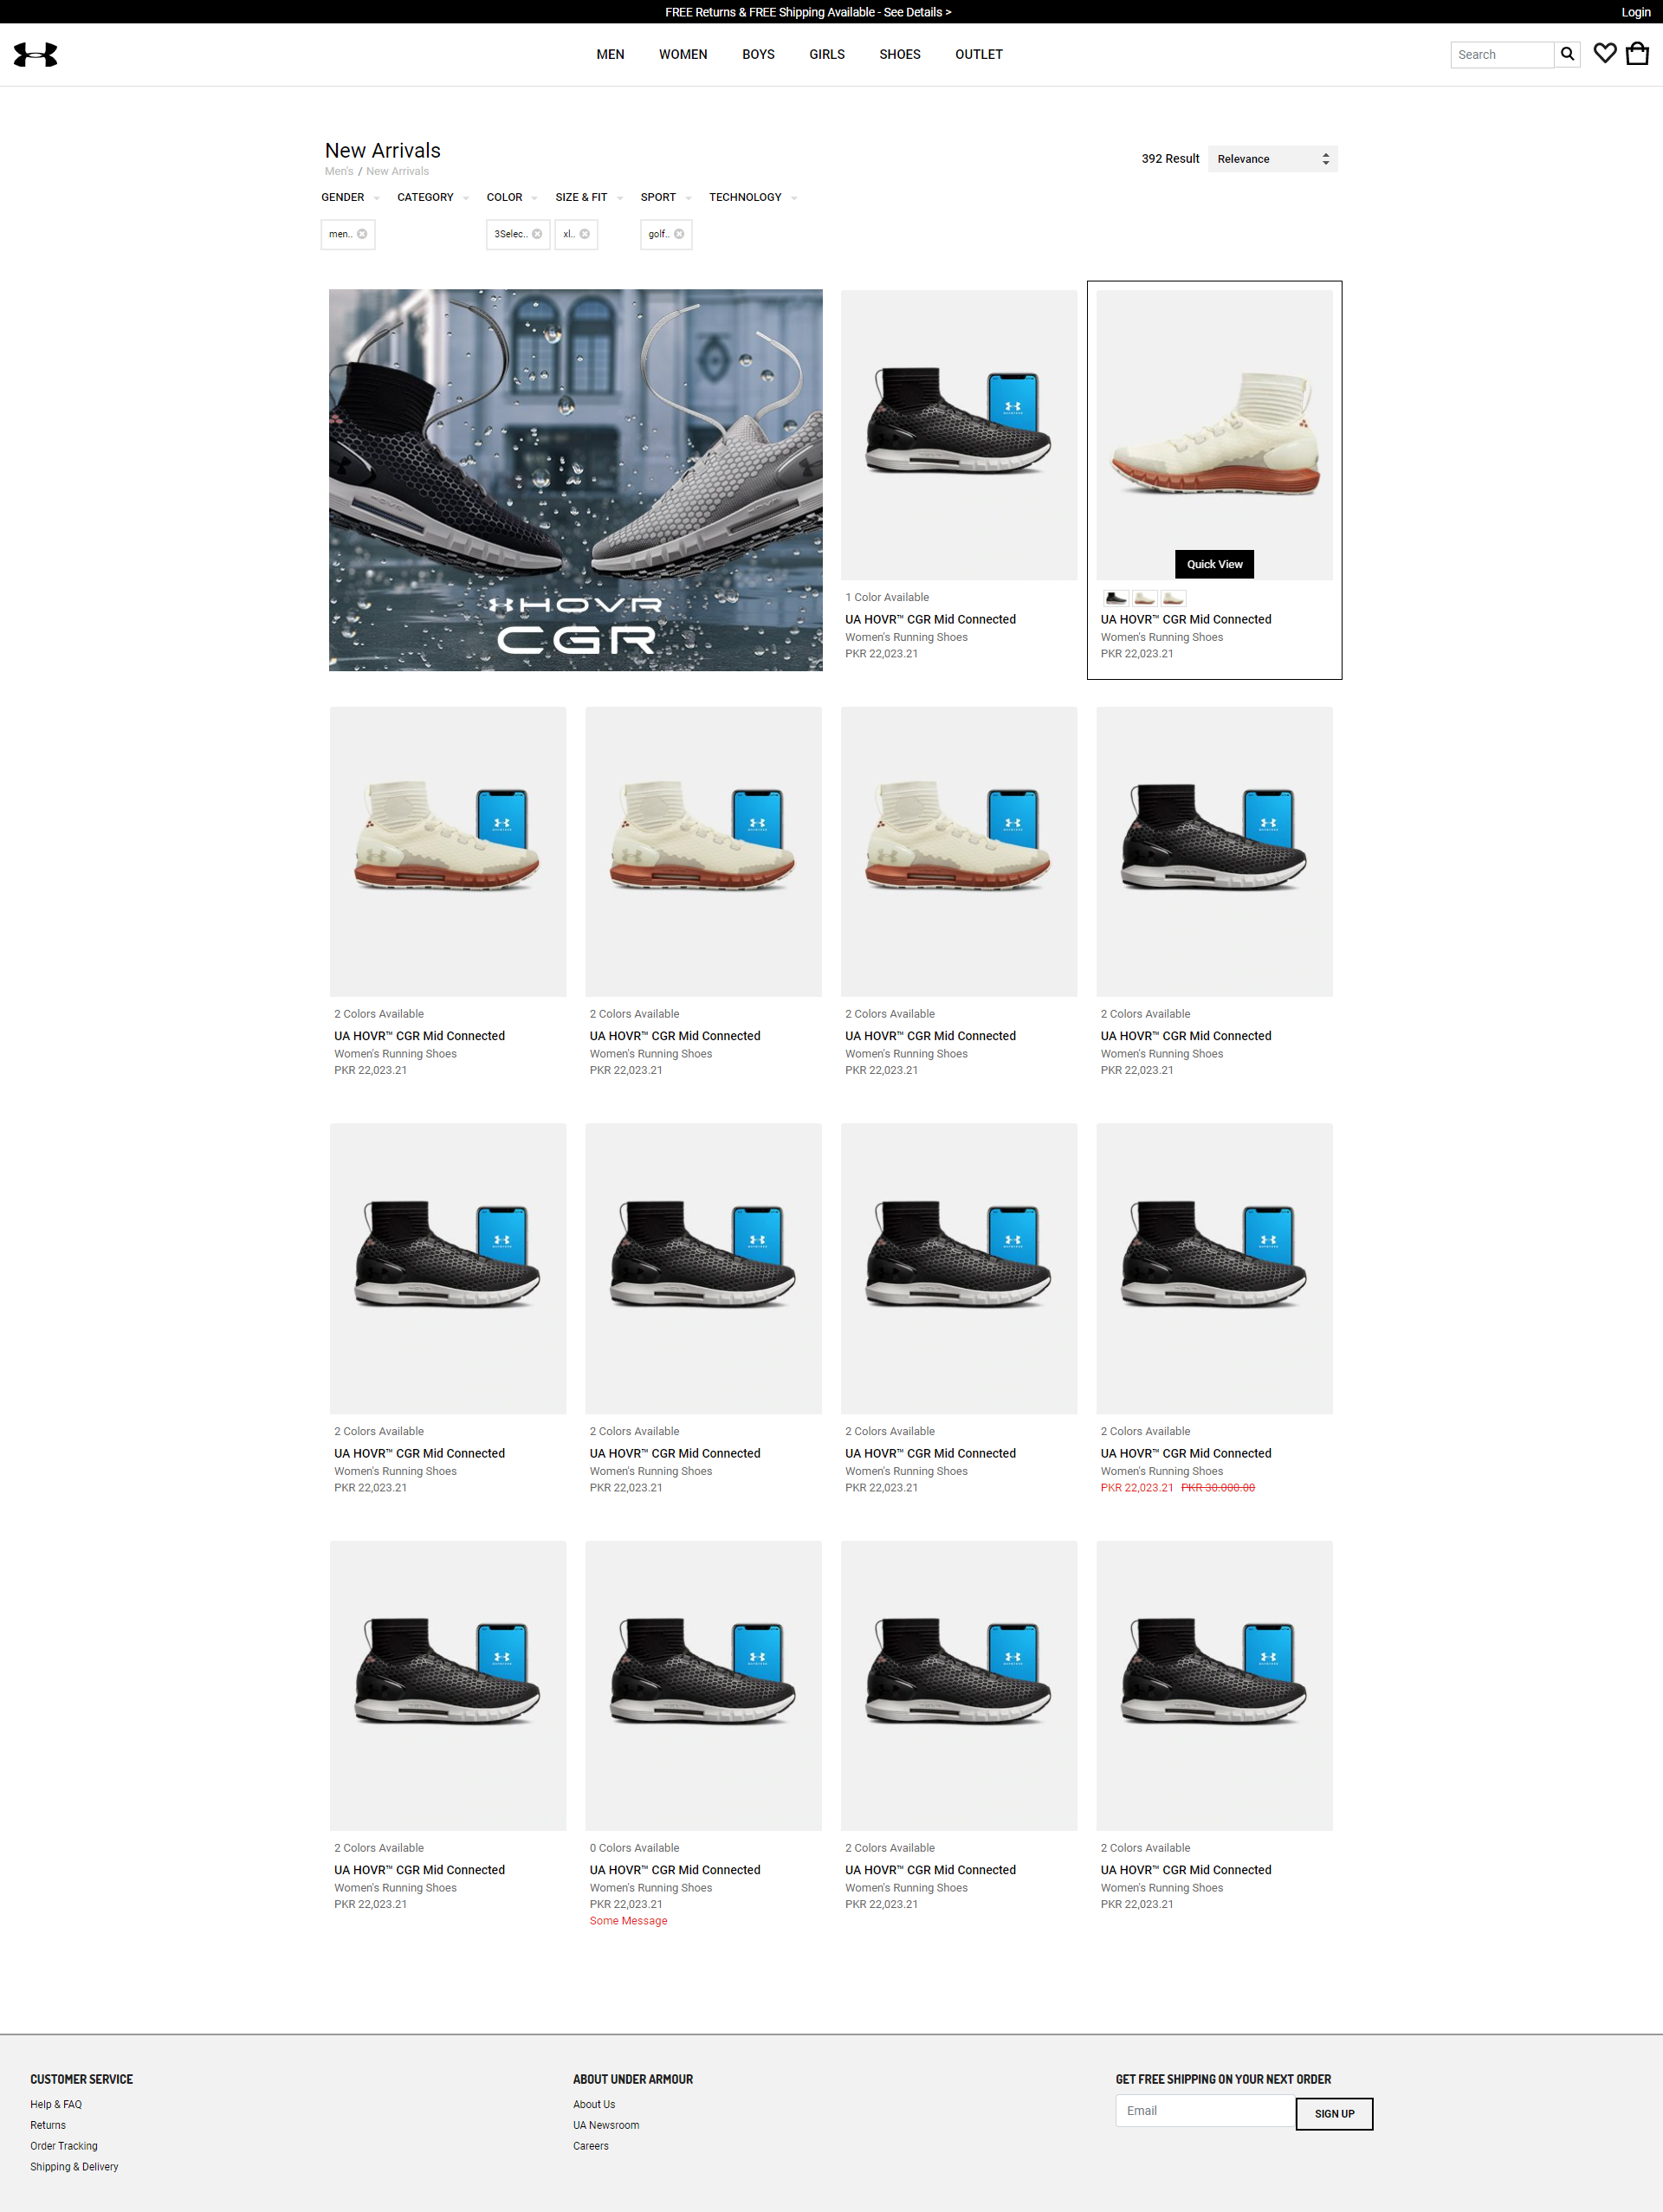 FREE Returns & FREE Shipping Available - See Details >
Login
MEN WOMEN BOYS GIRLS SHOES OUTLET
Search
New Arrivals
Men's / New Arrivals
392 Result
Relevance
GENDER CATEGORY COLOR SIZE & FIT SPORT TECHNOLOGY
men.. 3Selec.. xl.. golf..
HOVR
CGR
1 Color Available
UA HOVR™ CGR Mid Connected
Women's Running Shoes
PKR 22,023.21
Quick View
UA HOVR™ CGR Mid Connected
Women's Running Shoes
PKR 22,023.21
2 Colors Available
UA HOVR™ CGR Mid Connected
Women's Running Shoes
PKR 22,023.21
2 Colors Available
UA HOVR™ CGR Mid Connected
Women's Running Shoes
PKR 22,023.21
2 Colors Available
UA HOVR™ CGR Mid Connected
Women's Running Shoes
PKR 22,023.21
2 Colors Available
UA HOVR™ CGR Mid Connected
Women's Running Shoes
PKR 22,023.21
2 Colors Available
UA HOVR™ CGR Mid Connected
Women's Running Shoes
PKR 22,023.21
2 Colors Available
UA HOVR™ CGR Mid Connected
Women's Running Shoes
PKR 22,023.21
2 Colors Available
UA HOVR™ CGR Mid Connected
Women's Running Shoes
PKR 22,023.21
2 Colors Available
UA HOVR™ CGR Mid Connected
Women's Running Shoes
PKR 22,023.21 PKR 30.000.00
2 Colors Available
UA HOVR™ CGR Mid Connected
Women's Running Shoes
PKR 22,023.21
0 Colors Available
UA HOVR™ CGR Mid Connected
Women's Running Shoes
PKR 22,023.21
Some Message
2 Colors Available
UA HOVR™ CGR Mid Connected
Women's Running Shoes
PKR 22,023.21
2 Colors Available
UA HOVR™ CGR Mid Connected
Women's Running Shoes
PKR 22,023.21
CUSTOMER SERVICE
Help & FAQ
Returns
Order Tracking
Shipping & Delivery
ABOUT UNDER ARMOUR
About Us
UA Newsroom
Careers
GET FREE SHIPPING ON YOUR NEXT ORDER
Email
SIGN UP